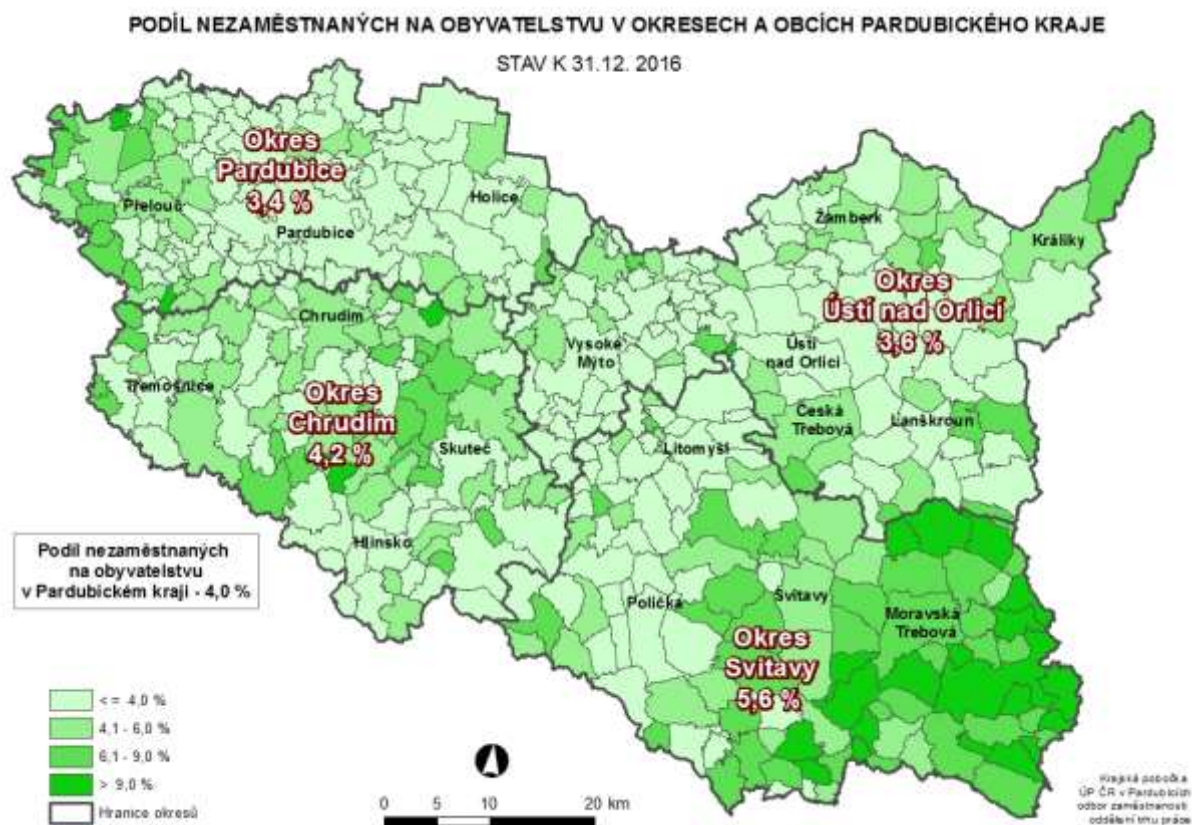 PODÍL NEZAMĚSTNANÝCH NA OBYVATELSTVU V OKRESECH A OBCÍCH PARDUBICKÉHO KRAJE
STAV K 31.12. 2016
Okres
Pardubice
3,4 %
Přelouč
Holice
Pardubice
Žamberk
Králíky
Okres
Ústí nad Orlicí
3,6 %
Chrudim
Vysoké
Mýto
Ústí
nad Orlicí
Třemošnice
Okres
Chrudim
4,2 %
Česká
Třebová
Lanškroun
Skuteč
Litomyšl
Hlinsko
Podíl nezaměstnaných
na obyvatelstvu
v Pardubickém kraji - 4,0 %
Polička
Svitavy
Moravská
Třebová
Okres
Svitavy
5,6 %
<= 4,0 %
4,1 - 6,0 %
6,1 - 9,0 %
> 9,0 %
Hranice okresů
0 5 10 20 km
Krajská pobočka
ÚP ČR v Pardubicích
odbor zaměstnanosti
oddělení trhu práce